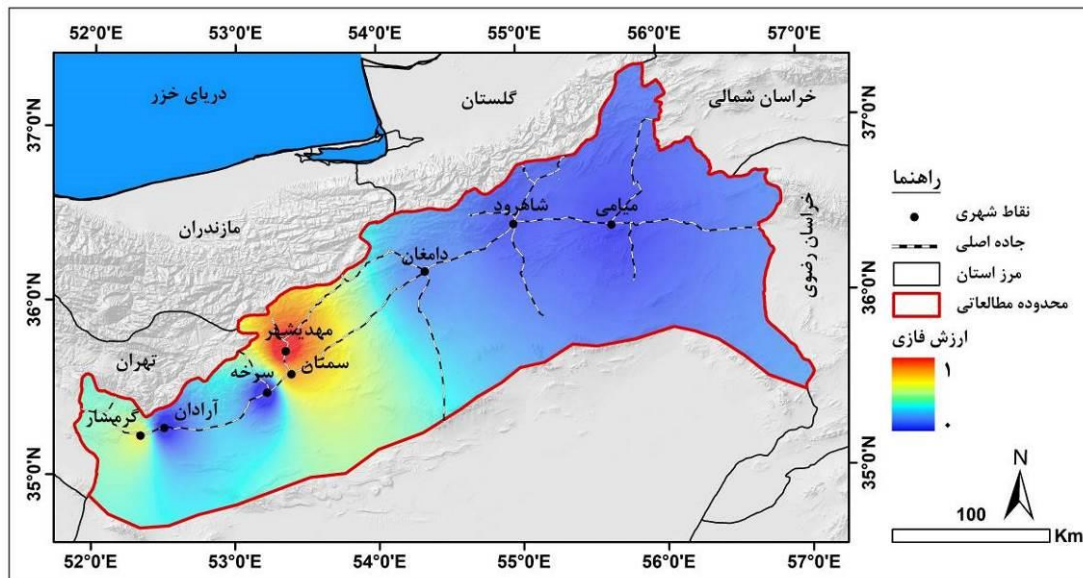 52°0'E 53°0'E 54°0'E 55°0'E 56°0'E 57°0'E
دریای خزر
گلستان
خراسان شمالی
37°0'N
37°0'N
مازندران
شاهرود
میامی
خراسان رضوی
دامغان
36°0'N
36°0'N
مهدیشهر
تهران
سمنان
سرخه
آرادان
گرمسار
35°0'N
35°0'N
52°0'E 53°0'E 54°0'E 55°0'E 56°0'E 57°0'E
راهنما
نقاط شهری
جاده اصلی
مرز استان
محدوده مطالعاتی
ارزش فازی
۱
۰
N
100
Km